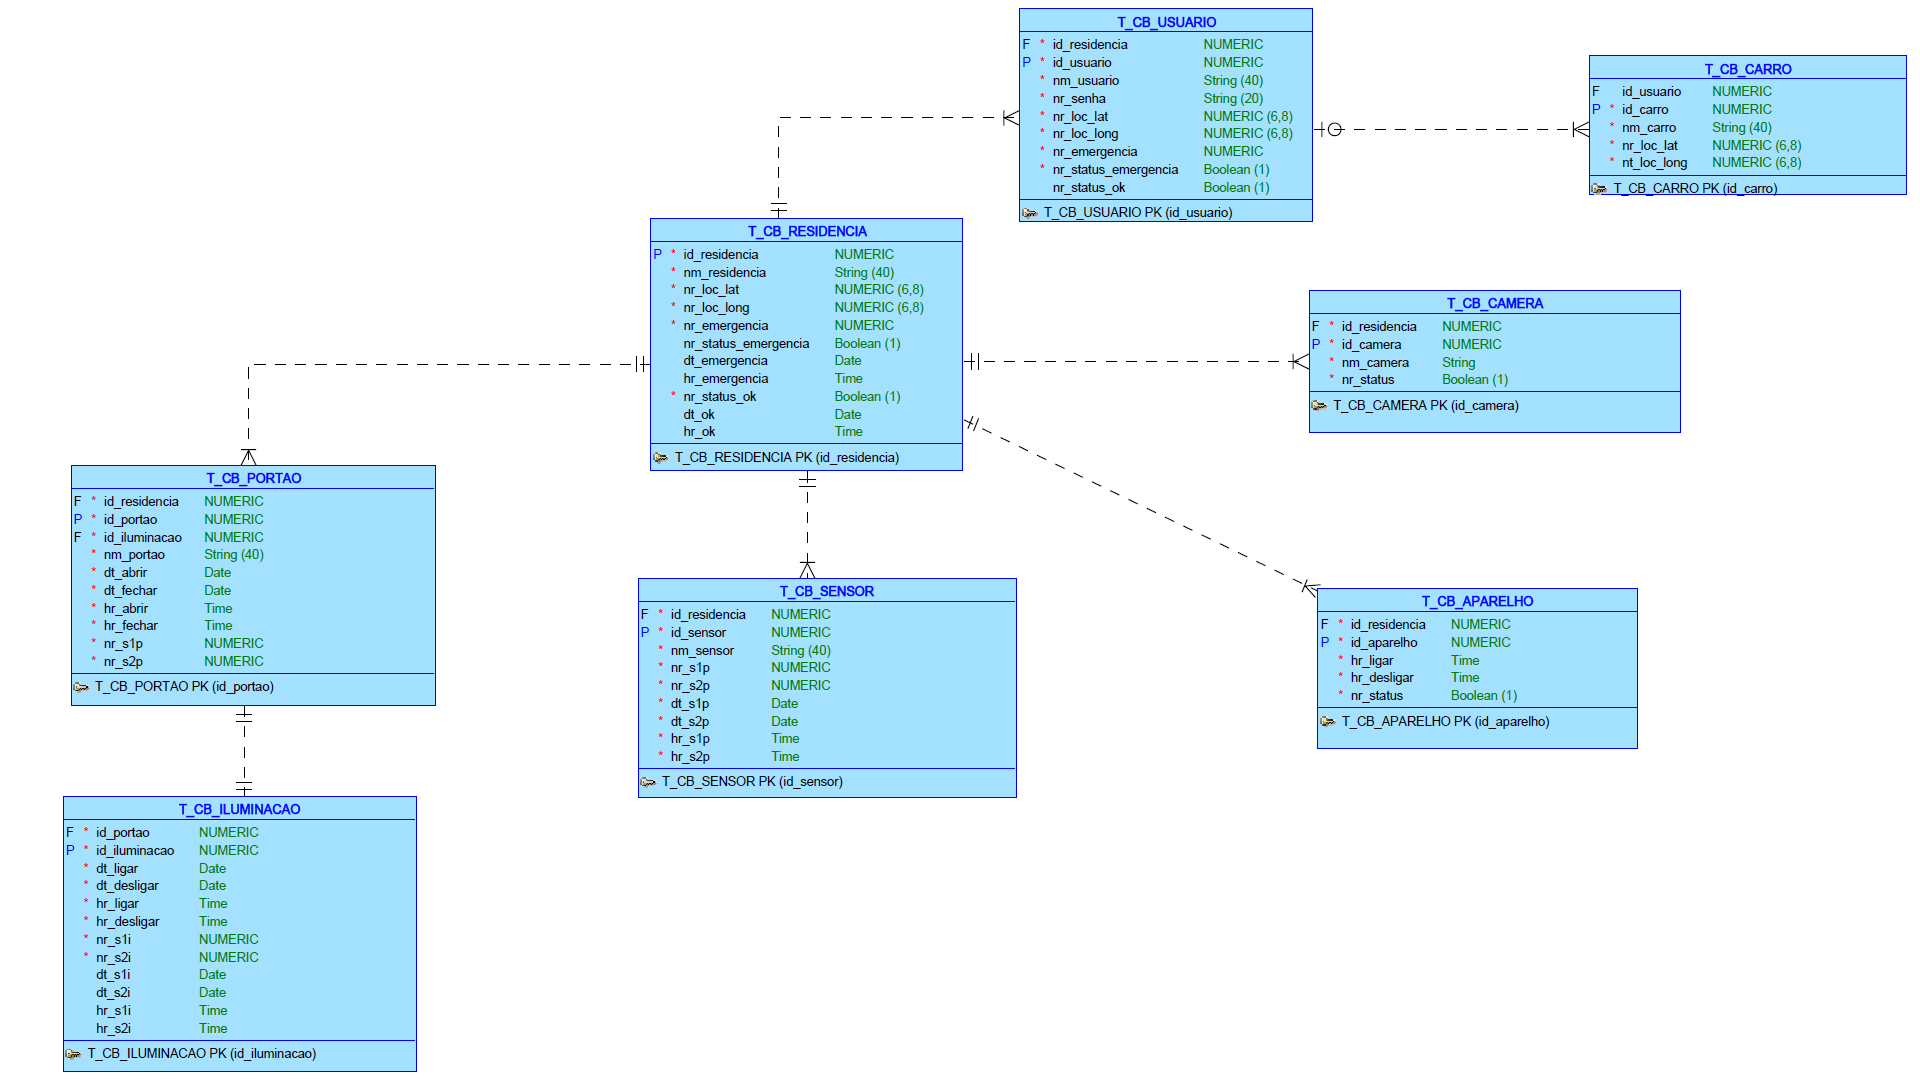 T_CB_USUARIO
F * id_residencia NUMERIC
P * id_usuario NUMERIC
* nm_usuario String (40)
* nr_senha String (20)
* nr_loc_lat NUMERIC (6,8)
* nr_loc_long NUMERIC (6,8)
* nr_emergencia NUMERIC
* nr_status_emergencia Boolean (1)
nr_status_ok Boolean (1)
T_CB_USUARIO PK (id_usuario)
T_CB_CARRO
F id_usuario NUMERIC
P * id_carro NUMERIC
* nm_carro String (40)
* nr_loc_lat NUMERIC (6,8)
* nt_loc_long NUMERIC (6,8)
T_CB_CARRO PK (id_carro)
T_CB_RESIDENCIA
P * id_residencia NUMERIC
* nm_residencia String (40)
* nr_loc_lat NUMERIC (6,8)
* nr_loc_long NUMERIC (6,8)
* nr_emergencia NUMERIC
nr_status_emergencia Boolean (1)
dt_emergencia Date
hr_emergencia Time
* nr_status_ok Boolean (1)
dt_ok Date
hr_ok Time
T_CB_RESIDENCIA PK (id_residencia)
T_CB_CAMERA
F * id_residencia NUMERIC
P * id_camera NUMERIC
* nm_camera String
* nr_status Boolean (1)
T_CB_CAMERA PK (id_camera)
T_CB_PORTAO
F * id_residencia NUMERIC
P * id_portao NUMERIC
F * id_iluminacao NUMERIC
* nm_portao String (40)
* dt_abrir Date
* dt_fechar Date
* hr_abrir Time
* hr_fechar Time
* nr_s1p NUMERIC
* nr_s2p NUMERIC
T_CB_PORTAO PK (id_portao)
T_CB_SENSOR
F * id_residencia NUMERIC
P * id_sensor NUMERIC
* nm_sensor String (40)
* nr_s1p NUMERIC
* nr_s2p NUMERIC
* dt_s1p Date
* dt_s2p Date
* hr_s1p Time
* hr_s2p Time
T_CB_SENSOR PK (id_sensor)
T_CB_APARELHO
F * id_residencia NUMERIC
P * id_aparelho NUMERIC
* hr_ligar Time
* hr_desligar Time
* nr_status Boolean (1)
T_CB_APARELHO PK (id_aparelho)
T_CB_ILUMINACAO
F * id_portao NUMERIC
P * id_iluminacao NUMERIC
* dt_ligar Date
* dt_desligar Date
* hr_ligar Time
* hr_desligar Time
* nr_s1i NUMERIC
* nr_s2i NUMERIC
dt_s1i Date
dt_s2i Date
hr_s1i Time
hr_s2i Time
T_CB_ILUMINACAO PK (id_iluminacao)